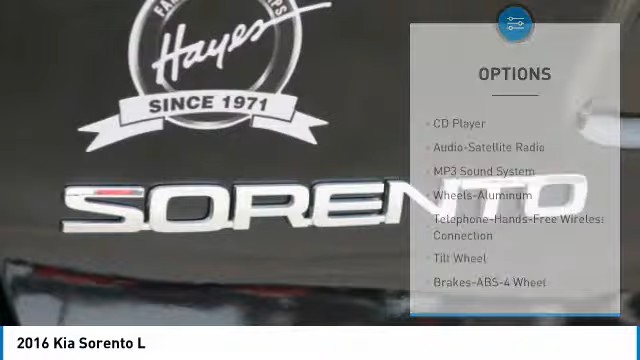 Hayes
SINCE 1971
SORENTO
OPTIONS
CD Player
Audio-Satellite Radio
MP3 Sound System
Wheels-Aluminum
Telephone-Hands-Free Wireless
Connection
Tilt Wheel
Brakes-ABS-4 Wheel
2016 Kia Sorento L